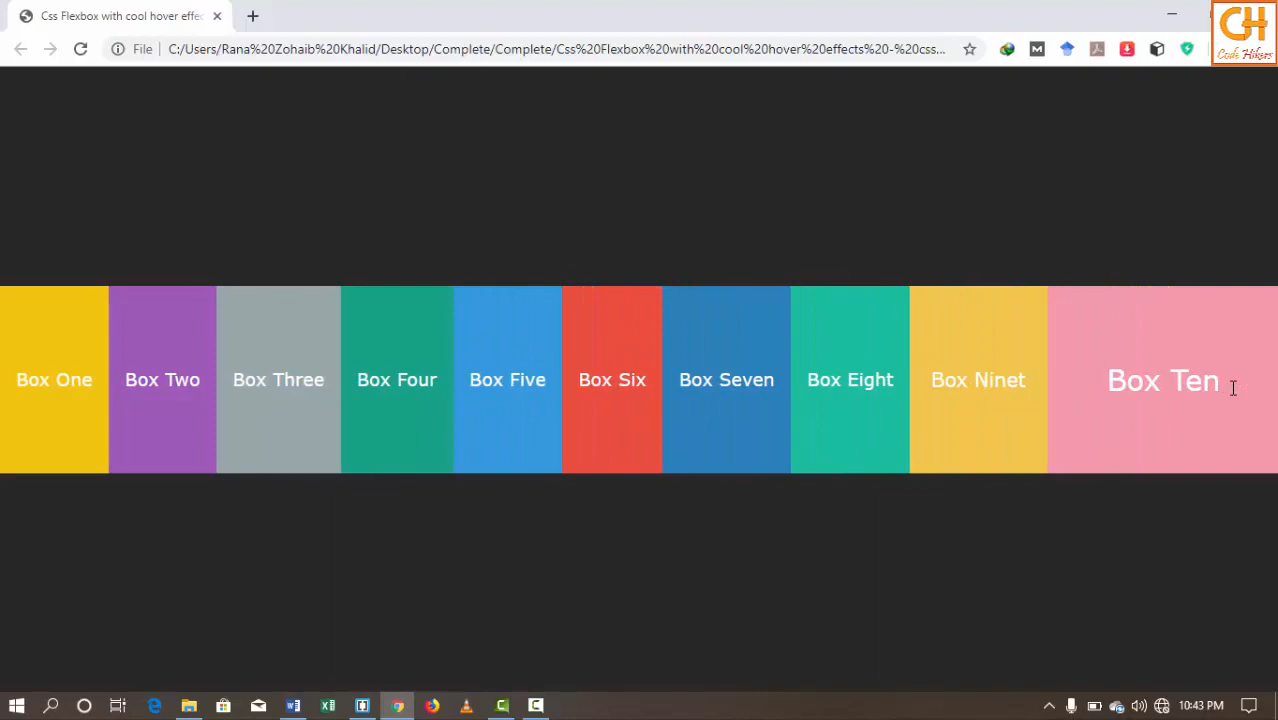 Css Flexbox with cool hover effec
CH
Code Hikers
File
C:/Users/Rana%20Zohaib%20Khalid/Desktop/Complete/Complete/Css%20Flexbox%20with%20cool%20hover%20effects%20-%20css...
M
Box One
Box Two
Box Three
Box Four
Box Five
Box Six
Box Seven
Box Eight
Box Ninet
Box Ten
10:43 PM